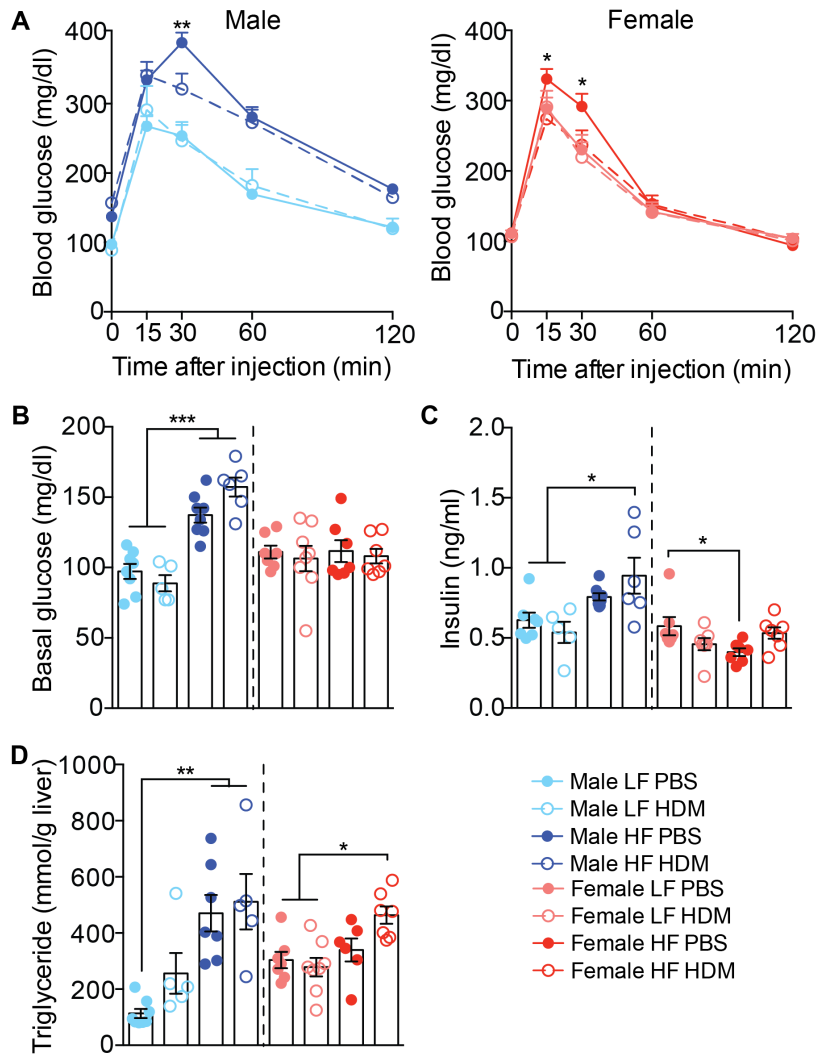 A
Male
Female
Blood glucose (mg/dl)
400
300
200
100
0
**
0 15 30 60 120
Time after injection (min)
Blood glucose (mg/dl)
400
300
200
100
0
*
*
0 15 30 60 120
Time after injection (min)
B
Basal glucose (mg/dl)
200
150
100
50
0
***
C
Insulin (ng/ml)
2.0
1.5
1.0
0.5
0.0
*
*
D
Triglyceride (mmol/g liver)
1000
800
600
400
200
0
**
*
Male LF PBS
Male LF HDM
Male HF PBS
Male HF HDM
Female LF PBS
Female LF HDM
Female HF PBS
Female HF HDM